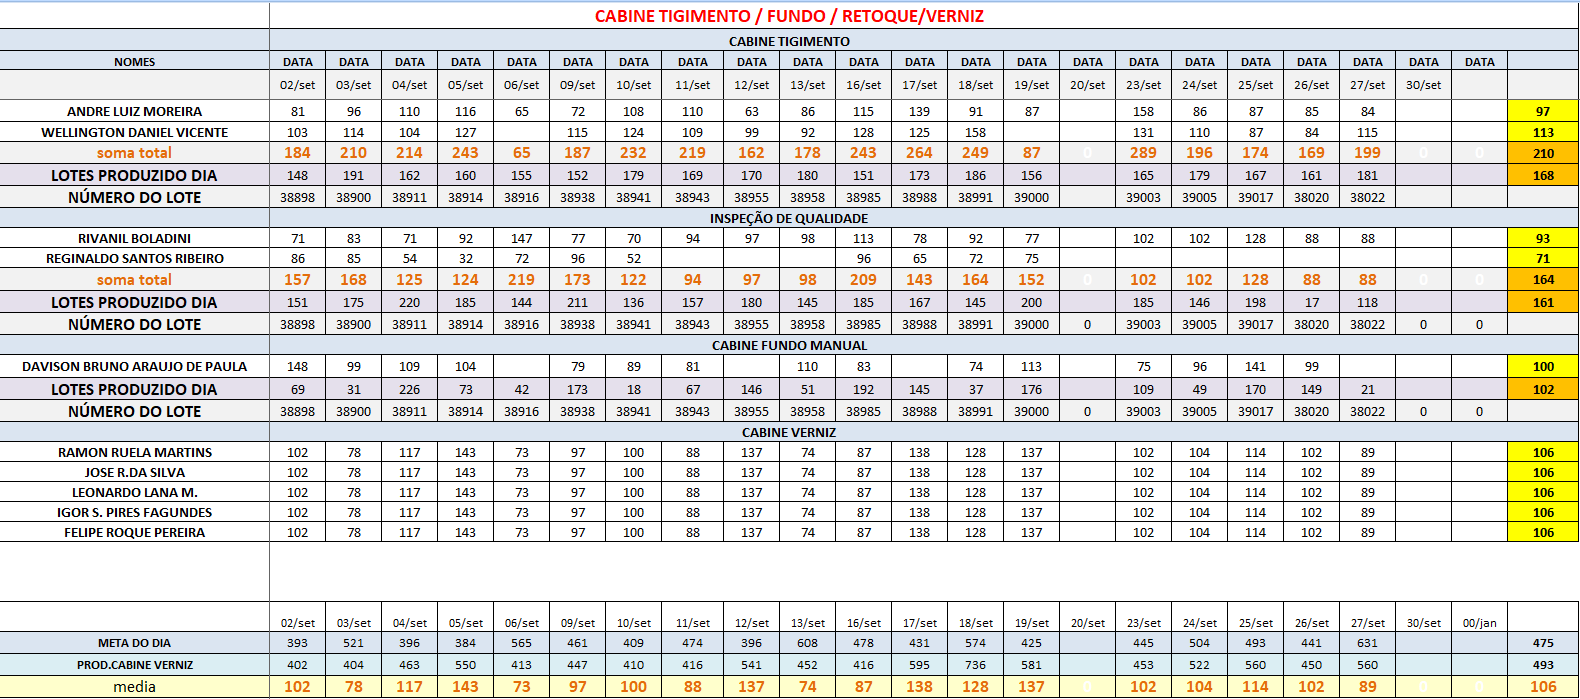 CABINE TIGIMENTO / FUNDO / RETOQUE/VERNIZ
CABINE TIGIMENTO
NOMES DATA DATA DATA DATA DATA DATA DATA DATA DATA DATA DATA DATA DATA DATA DATA DATA DATA DATA DATA DATA DATA DATA
02/set 03/set 04/set 05/set 06/set 09/set 10/set 11/set 12/set 13/set 16/set 17/set 18/set 19/set 20/set 23/set 24/set 25/set 26/set 27/set 30/set
ANDRE LUIZ MOREIRA 81 96 110 116 65 72 108 110 63 86 115 139 91 87 158 86 87 85 84 97
WELLINGTON DANIEL VICENTE 103 114 104 127 115 124 109 99 92 128 125 158 131 110 87 84 115 113
soma total 184 210 214 243 65 187 232 219 162 178 243 264 249 87 0 289 196 174 169 199 0 0 210
LOTES PRODUZIDO DIA 148 191 162 160 155 152 179 169 170 180 151 173 186 156 165 179 167 161 181 168
NÚMERO DO LOTE 38898 38900 38911 38914 38916 38938 38941 38943 38955 38958 38985 38988 38991 39000 39003 39005 39017 38020 38022
INSPEÇÃO DE QUALIDADE
RIVANIL BOLADINI 71 83 71 92 147 77 70 94 97 98 113 78 92 77 102 102 128 88 88 93
REGINALDO SANTOS RIBEIRO 86 85 54 32 72 96 52 96 65 72 75 71
soma total 157 168 125 124 219 173 122 94 97 98 209 143 164 152 0 102 102 128 88 88 0 0 164
LOTES PRODUZIDO DIA 151 175 220 185 144 211 136 157 180 145 185 167 145 200 185 146 198 17 118 161
NÚMERO DO LOTE 38898 38900 38911 38914 38916 38938 38941 38943 38955 38958 38985 38988 38991 39000 0 39003 39005 39017 38020 38022 0 0
CABINE FUNDO MANUAL
DAVISON BRUNO ARAUJO DE PAULA 148 99 109 104 79 89 81 110 83 74 113 75 96 141 99 100
LOTES PRODUZIDO DIA 69 31 226 73 42 173 18 67 146 51 192 145 37 176 109 49 170 149 21 102
NÚMERO DO LOTE 38898 38900 38911 38914 38916 38938 38941 38943 38955 38958 38985 38988 38991 39000 0 39003 39005 39017 38020 38022 0 0
CABINE VERNIZ
RAMON RUELA MARTINS 102 78 117 143 73 97 100 88 137 74 87 138 128 137 102 104 114 102 89 106
JOSE R.DA SILVA 102 78 117 143 73 97 100 88 137 74 87 138 128 137 102 104 114 102 89 106
LEONARDO LANA M. 102 78 117 143 73 97 100 88 137 74 87 138 128 137 102 104 114 102 89 106
IGOR S. PIRES FAGUNDES 102 78 117 143 73 97 100 88 137 74 87 138 128 137 102 104 114 102 89 106
FELIPE ROQUE PEREIRA 102 78 117 143 73 97 100 88 137 74 87 138 128 137 102 104 114 102 89 106
02/set 03/set 04/set 05/set 06/set 09/set 10/set 11/set 12/set 13/set 16/set 17/set 18/set 19/set 20/set 23/set 24/set 25/set 26/set 27/set 30/set 00/jan
META DO DIA 393 521 396 384 565 461 409 474 396 608 478 431 574 425 445 504 493 441 631 475
PROD.CABINE VERNIZ 402 404 463 550 413 447 410 416 541 452 416 595 736 581 453 522 560 450 560 493
media 102 78 117 143 73 97 100 88 137 74 87 138 128 137 0 102 104 114 102 89 0 0 106